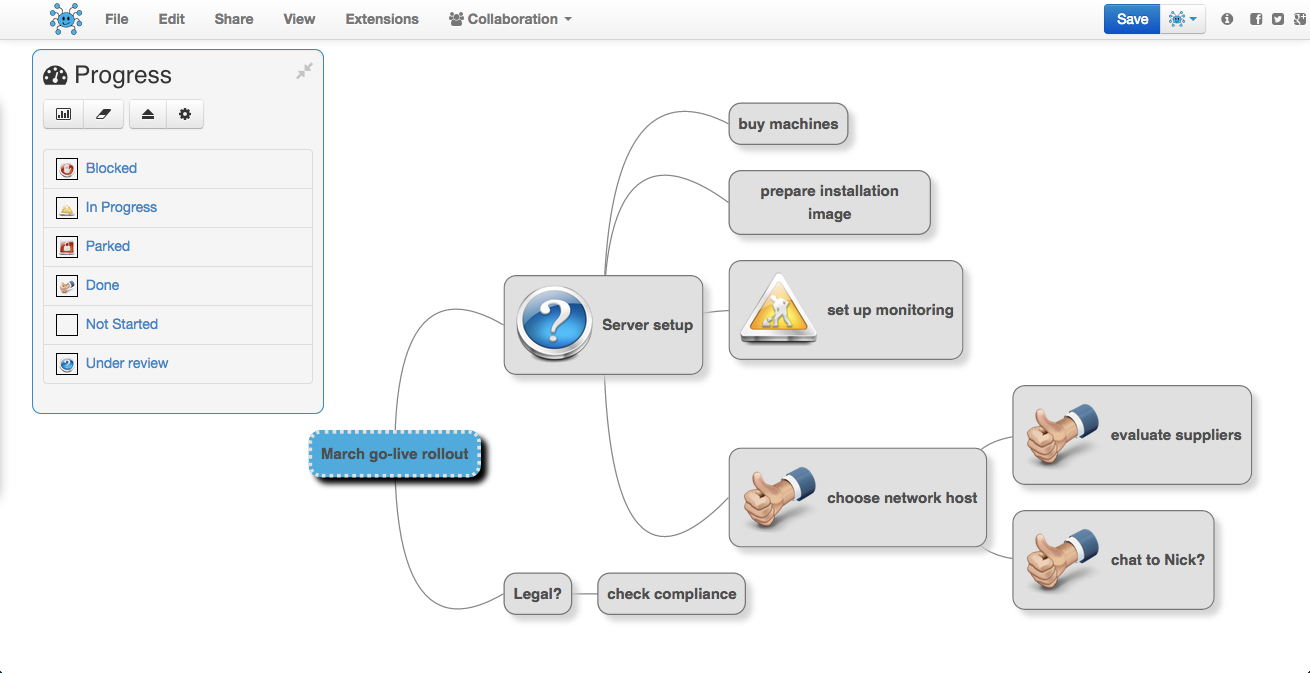 File Edit Share View Extensions Collaboration Save
Progress
Blocked
In Progress
Parked
Done
Not Started
Under review
buy machines
prepare installation
image
Server setup
set up monitoring
March go-live rollout
choose network host
evaluate suppliers
chat to Nick?
Legal?
check compliance